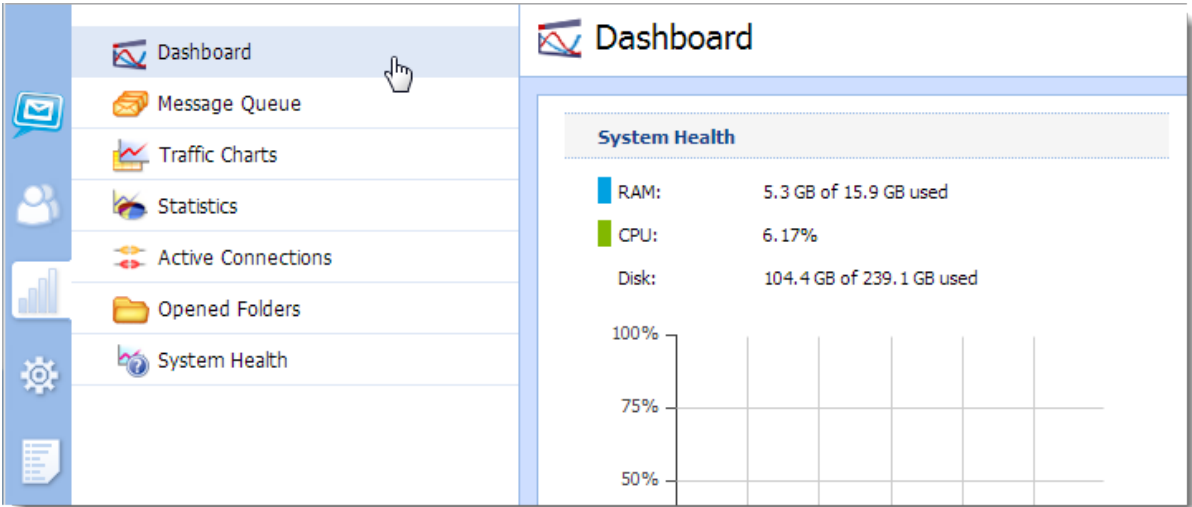 Dashboard
Message Queue
Traffic Charts
Statistics
Active Connections
Opened Folders
System Health
Dashboard
System Health
RAM: 5.3 GB of 15.9 GB used
CPU: 6.17%
Disk: 104.4 GB of 239.1 GB used
100%
75%
50%